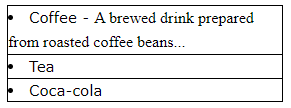 • Coffee - A brewed drink prepared
from roasted coffee beans...
• Tea
• Coca-cola